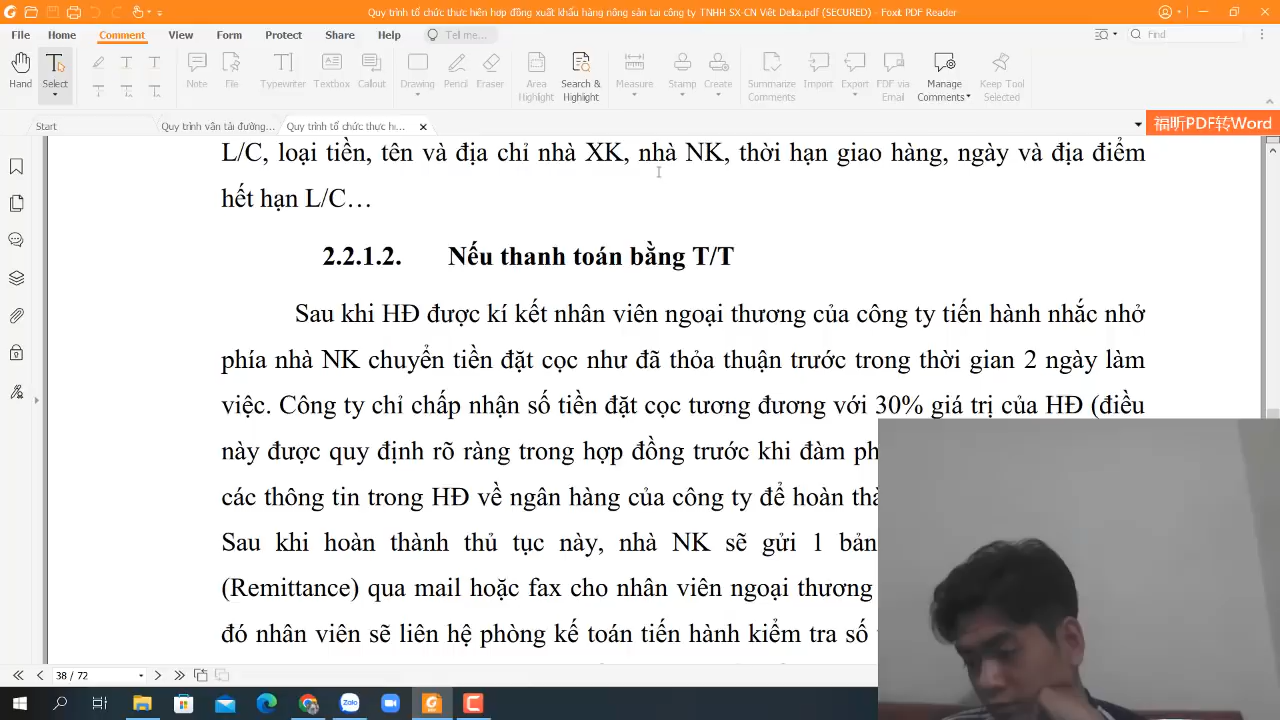 Quy trình tổ chức thực hiên hơp đồng xuất khẩu hàng nông sản tai công ty TNHH SX-CN Viêt Delta.pdf (SECURED) - Foxit PDF Reader
File Home Comment View Form Protect Share Help Tell me... Find
Hand Select Note File Typewriter Textbox Callout Drawing Pencil Eraser Area Highlight Search & Highlight Measure Stamp Create Summarize Comments Import Export FDF via Email Manage Comments Keep Tool Selected
Start Quy trình vận tải đường... Quy trình tổ chức thực hi... 福昕PDF转Word
L/C, loại tiền, tên và địa chỉ nhà XK, nhà NK, thời hạn giao hàng, ngày và địa điểm
hết hạn L/C…
2.2.1.2. Nếu thanh toán bằng T/T
Sau khi HĐ được kí kết nhân viên ngoại thương của công ty tiến hành nhắc nhở
phía nhà NK chuyển tiền đặt cọc như đã thỏa thuận trước trong thời gian 2 ngày làm
việc. Công ty chỉ chấp nhận số tiền đặt cọc tương đương với 30% giá trị của HĐ (điều
này được quy định rõ ràng trong hợp đồng trước khi đàm
các thông tin trong HĐ về ngân hàng của công ty để hoàn
Sau khi hoàn thành thủ tục này, nhà NK sẽ gửi 1 bản
(Remittance) qua mail hoặc fax cho nhân viên ngoại thương
đó nhân viên sẽ liên hệ phòng kế toán tiến hành kiểm tra số
38 / 72
Zalo